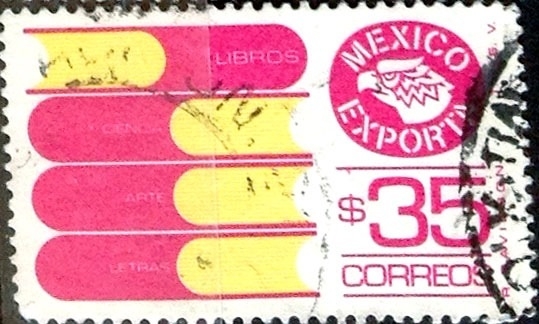 LIBROS
CIENCIA
ARTE
LETRAS
MEXICO
EXPORTA
$35
CORREOS